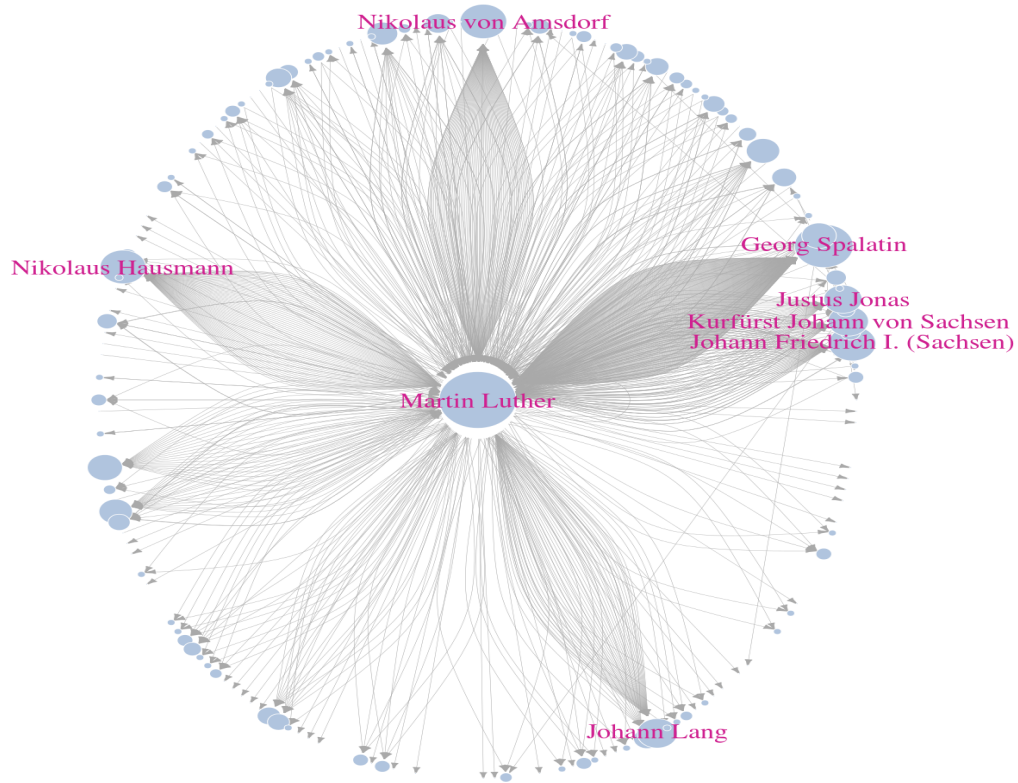 Nikolaus von Amsdorf
Georg Spalatin
Nikolaus Hausmann
Justus Jonas
Kurfürst Johann von Sachsen
Johann Friedrich I. (Sachsen)
Martin Luther
Johann Lang